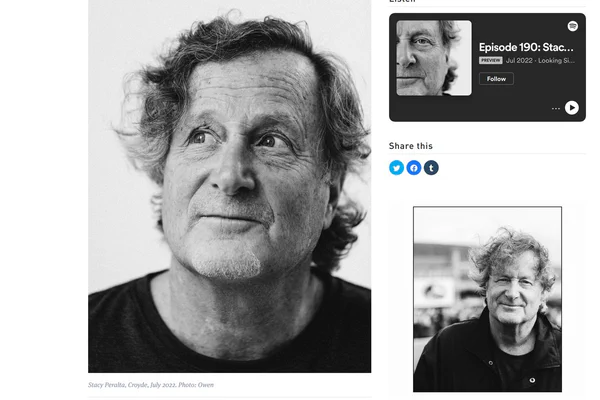 Stacy Peralta, Croyde, July 2022. Photo: Owen
Listen
Episode 190: Stac...
PREVIEW Jul 2022 · Looking Si...
Follow
Share this